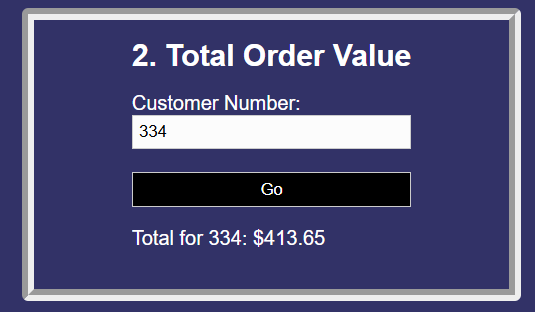 2. Total Order Value
Customer Number:
334
Go
Total for 334: $413.65